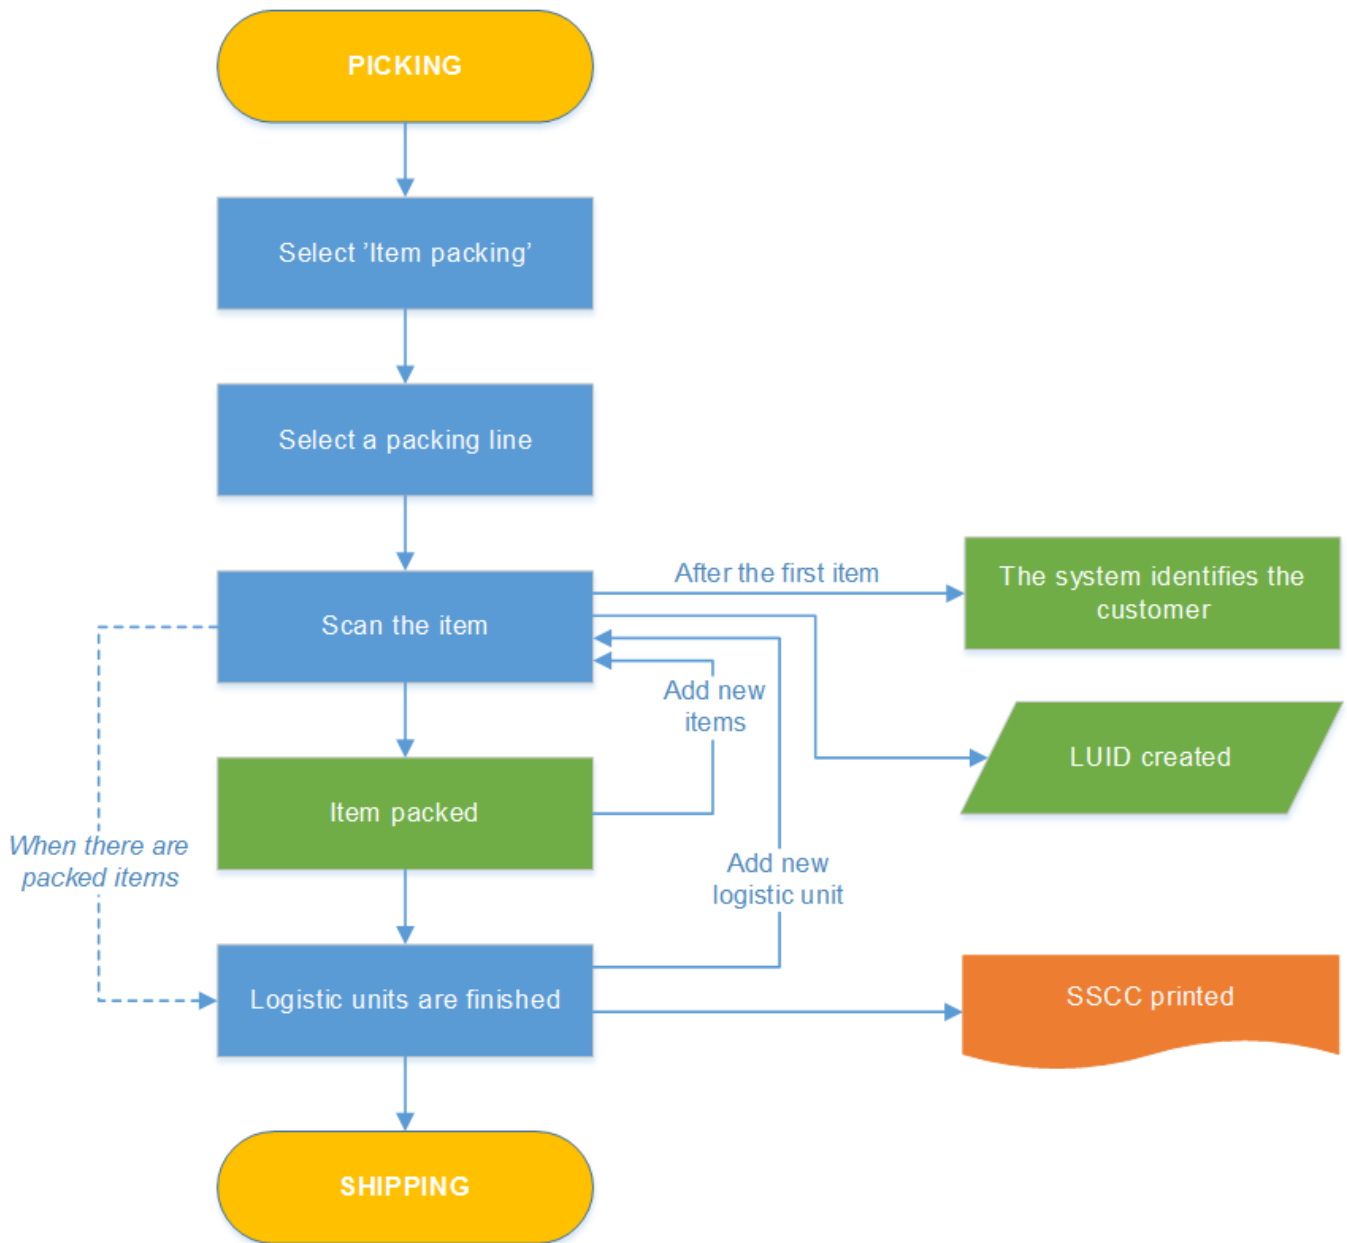 PICKING
Select ’Item packing’
Select a packing line
After the first item
The system identifies the
customer
Scan the item
Add new
items
LUID created
Item packed
When there are
packed items
Add new
logistic unit
Logistic units are finished
SSCC printed
SHIPPING